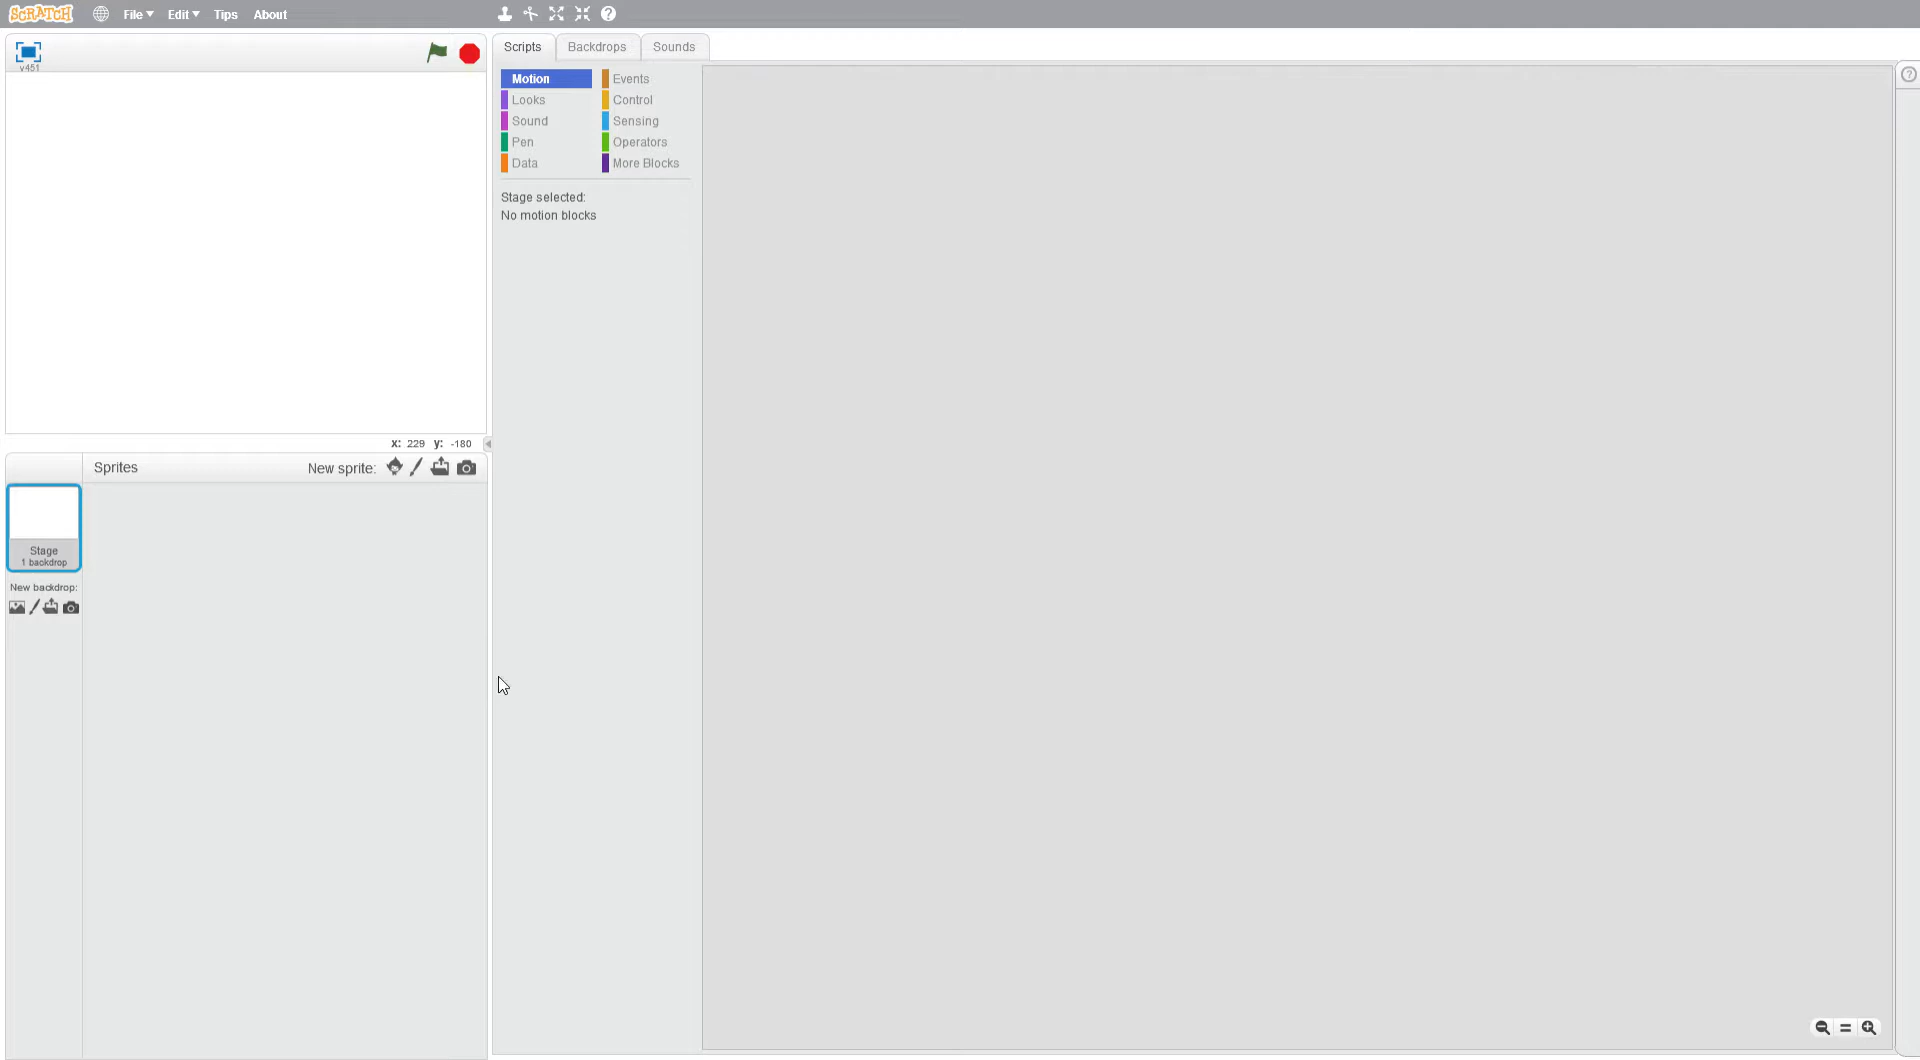 SCRATCH File Edit Tips About
v451
Scripts Backdrops Sounds
Motion Events
Looks Control
Sound Sensing
Pen Operators
Data More Blocks
Stage selected:
No motion blocks
x: 229 y: -180
Sprites New sprite:
Stage
1 backdrop
New backdrop: